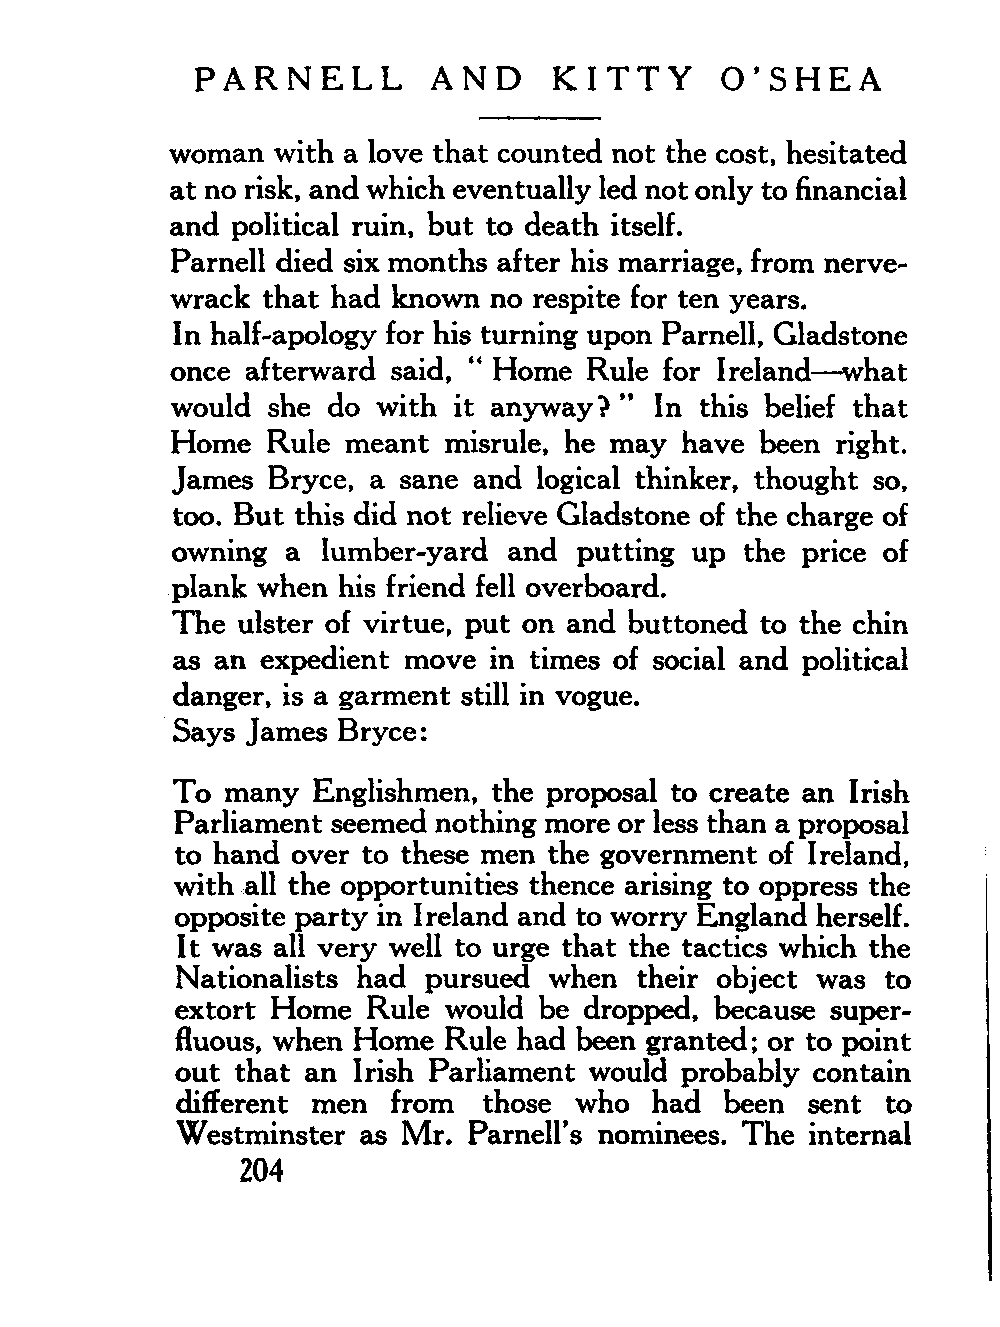 PARNELL AND KITTY O'SHEA
woman with a love that counted not the cost, hesitated
at no risk, and which eventually led not only to financial
and political ruin, but to death itself.
Parnell died six months after his marriage, from nerve-
wrack that had known no respite for ten years.
In half-apology for his turning upon Parnell, Gladstone
once afterward said, “ Home Rule for Ireland—what
would she do with it anyway? ” In this belief that
Home Rule meant misrule, he may have been right.
James Bryce, a sane and logical thinker, thought so,
too. But this did not relieve Gladstone of the charge of
owning a lumber-yard and putting up the price of
plank when his friend fell overboard.
The ulster of virtue, put on and buttoned to the chin
as an expedient move in times of social and political
danger, is a garment still in vogue.
Says James Bryce:
To many Englishmen, the proposal to create an Irish
Parliament seemed nothing more or less than a proposal
to hand over to these men the government of Ireland,
with all the opportunities thence arising to oppress the
opposite party in Ireland and to worry England herself.
It was all very well to urge that the tactics which the
Nationalists had pursued when their object was to
extort Home Rule would be dropped, because super-
fluous, when Home Rule had been granted; or to point
out that an Irish Parliament would probably contain
different men from those who had been sent to
Westminster as Mr. Parnell's nominees. The internal
204